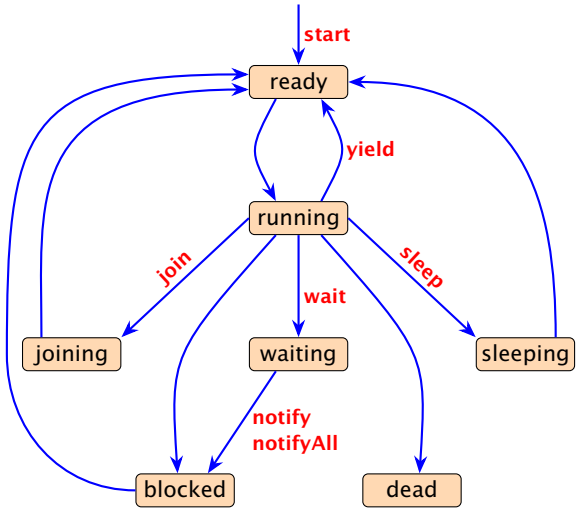 start
ready
yield
running
join
sleep
wait
joining
waiting
sleeping
notify
notifyAll
blocked
dead